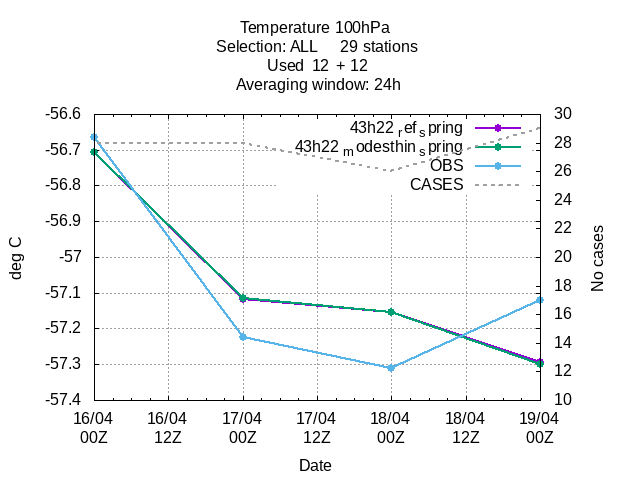 Temperature 100hPa
Selection: ALL 29 stations
Used 12 + 12
Averaging window: 24h
-56.6
-56.7
-56.8
-56.9
-57
-57.1
-57.2
-57.3
-57.4
deg C
30
28
26
24
22
20
18
16
14
12
10
No cases
43h22 ref spring
43h22 modesthin spring
OBS
CASES
16/04 16/04 17/04 17/04 18/04 18/04 19/04
00Z 12Z 00Z 12Z 00Z 12Z 00Z
Date